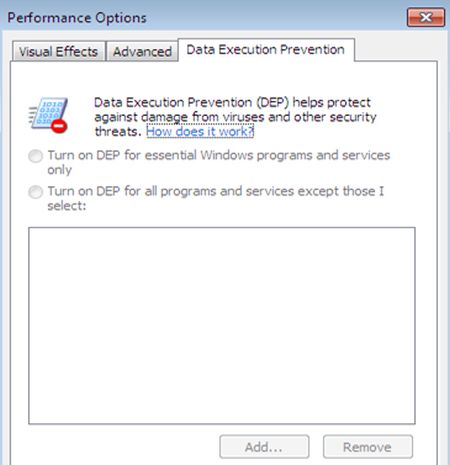 Performance Options
Visual Effects Advanced Data Execution Prevention
Data Execution Prevention (DEP) helps protect
against damage from viruses and other security
threats. How does it work?
Turn on DEP for essential Windows programs and services
only
Turn on DEP for all programs and services except those I
select:
Add... Remove